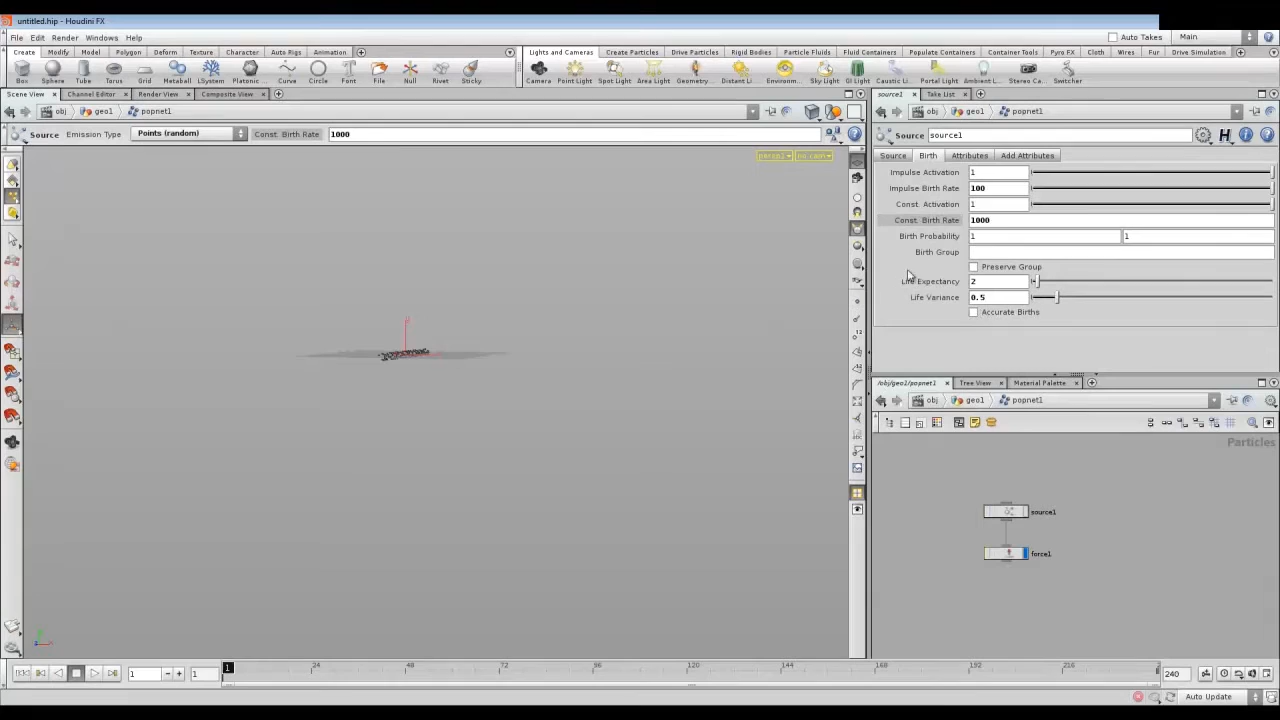 untitled.hip - Houdini FX
File Edit Render Windows Help
Auto Takes Main
Create Modify Model Polygon Deform Texture Character Auto Rigs Animation
Lights and Cameras Create Particles Drive Particles Rigid Bodies Particle Fluids Fluid Containers Populate Containers Container Tools Pyro FX Cloth Wires Fur Drive Simulation
Box Sphere Tube Torus Grid Metaball LSystem Platonic ... Curve Circle Font File Null Rivet Sticky
Camera Point Light Spot Light Area Light Geometry... Distant Li... Environm... Sky Light GI Light Caustic Li... Portal Light Ambient L... Stereo Ca... Switcher
Scene View Channel Editor Render View Composite View
source1 Take List
obj geo1 popnet1
obj geo1 popnet1
Source Emission Type Points (random) Const. Birth Rate 1000
Source source1
persp1 no cam
Source Birth Attributes Add Attributes
Impulse Activation 1
Impulse Birth Rate 100
Const. Activation 1
Const. Birth Rate 1000
Birth Probability 1 1
Birth Group
Preserve Group
Life Expectancy 2
Life Variance 0.5
Accurate Births
/obj/geo1/popnet1 Tree View Material Palette
obj geo1 popnet1
Particles
source1
force1
1 1 1 24 48 72 96 120 144 168 192 216 2 240
Auto Update